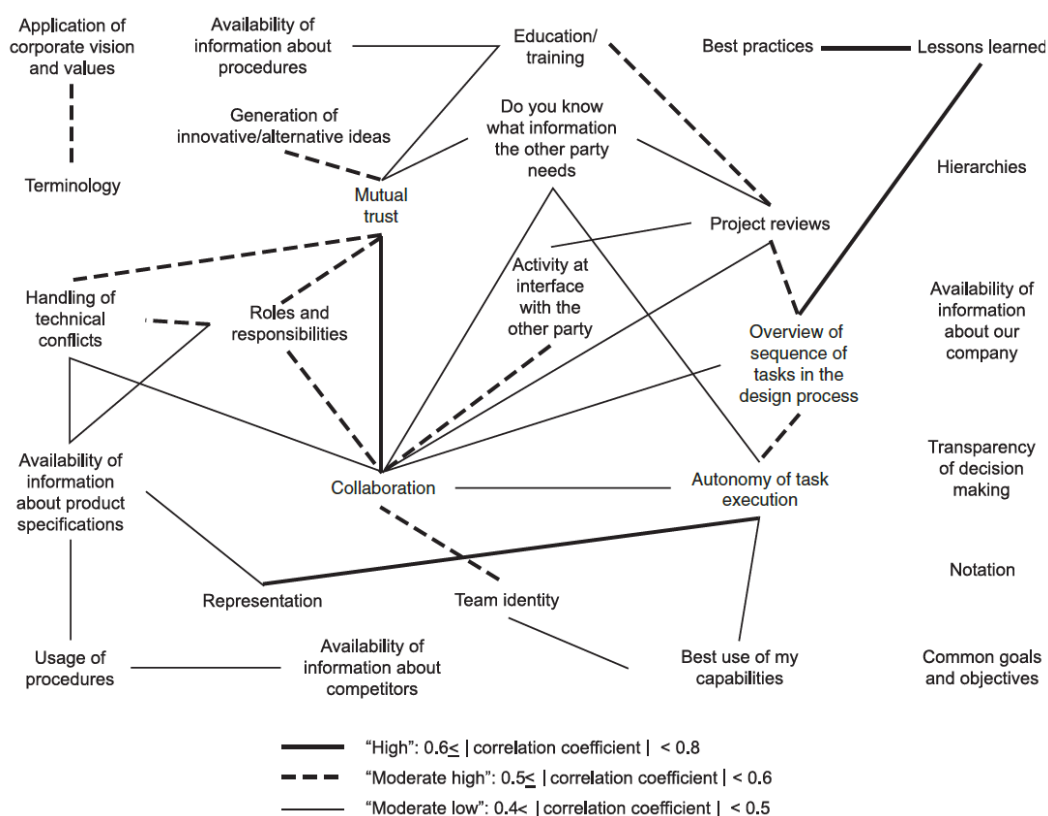 Application of
corporate vision
and values
Availability of
information about
procedures
Education/
training
Best practices
Lessons learned
Generation of
innovative/alternative ideas
Do you know
what information
the other party
needs
Hierarchies
Terminology
Mutual
trust
Project reviews
Handling of
technical
conflicts
Roles and
responsibilities
Activity at
interface
with the
other party
Overview of
sequence of
tasks in the
design process
Availability of
information
about our
company
Availability of
information
about product
specifications
Collaboration
Autonomy of task
execution
Transparency
of decision
making
Representation
Team identity
Notation
Usage of
procedures
Availability of
information about
competitors
Best use of my
capabilities
Common goals
and objectives
“High”: 0.6≤ | correlation coefficient | < 0.8
“Moderate high”: 0.5≤ | correlation coefficient | < 0.6
“Moderate low”: 0.4< | correlation coefficient | < 0.5